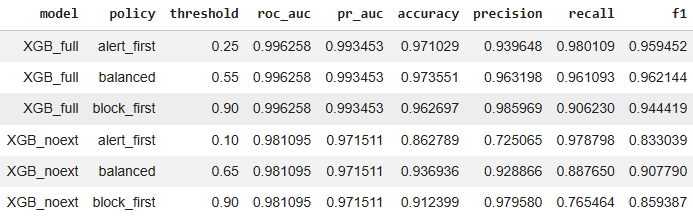 model policy threshold roc_auc pr_auc accuracy precision recall f1
XGB_full alert_first 0.25 0.996258 0.993453 0.971029 0.939648 0.980109 0.959452
XGB_full balanced 0.55 0.996258 0.993453 0.973551 0.963198 0.961093 0.962144
XGB_full block_first 0.90 0.996258 0.993453 0.962697 0.985969 0.906230 0.944419
XGB_noext alert_first 0.10 0.981095 0.971511 0.862789 0.725065 0.978798 0.833039
XGB_noext balanced 0.65 0.981095 0.971511 0.936936 0.928866 0.887650 0.907790
XGB_noext block_first 0.90 0.981095 0.971511 0.912399 0.979580 0.765464 0.859387